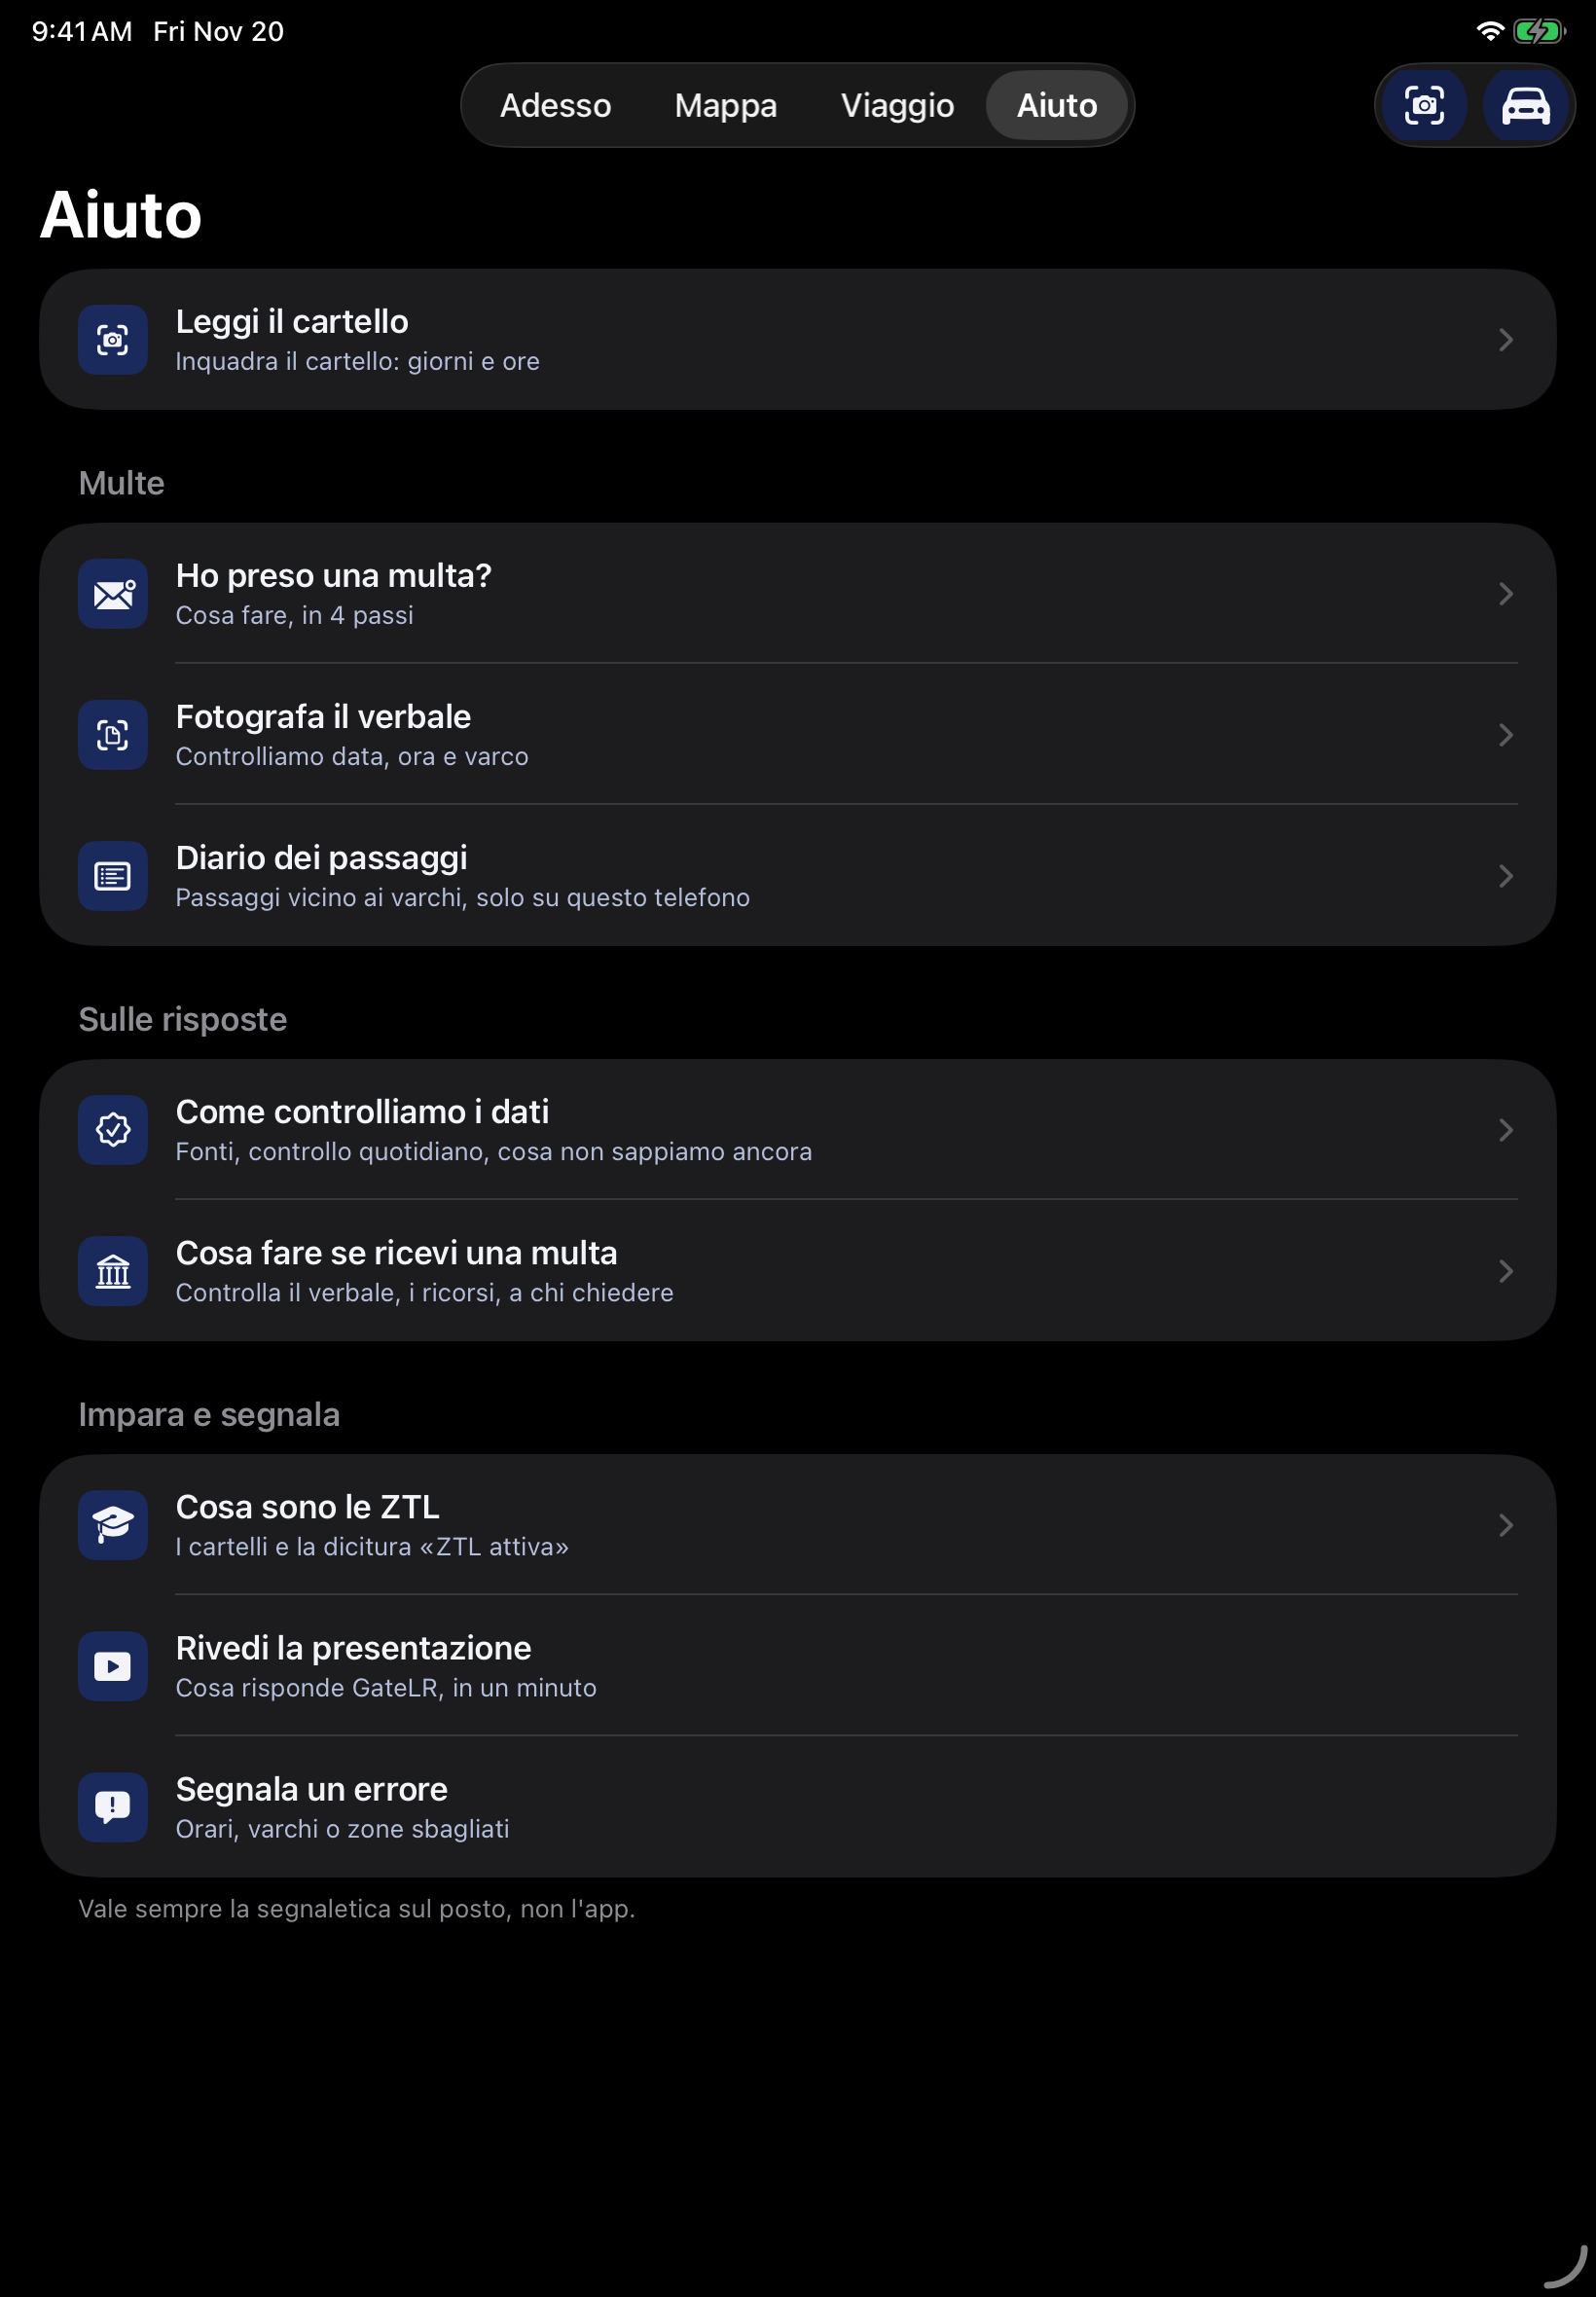 9:41 AM Fri Nov 20
Adesso Mappa Viaggio Aiuto
Aiuto
Leggi il cartello
Inquadra il cartello: giorni e ore
Multe
Ho preso una multa?
Cosa fare, in 4 passi
Fotografa il verbale
Controlliamo data, ora e varco
Diario dei passaggi
Passaggi vicino ai varchi, solo su questo telefono
Sulle risposte
Come controlliamo i dati
Fonti, controllo quotidiano, cosa non sappiamo ancora
Cosa fare se ricevi una multa
Controlla il verbale, i ricorsi, a chi chiedere
Impara e segnala
Cosa sono le ZTL
I cartelli e la dicitura «ZTL attiva»
Rivedi la presentazione
Cosa risponde GateLR, in un minuto
Segnala un errore
Orari, varchi o zone sbagliati
Vale sempre la segnaletica sul posto, non l'app.